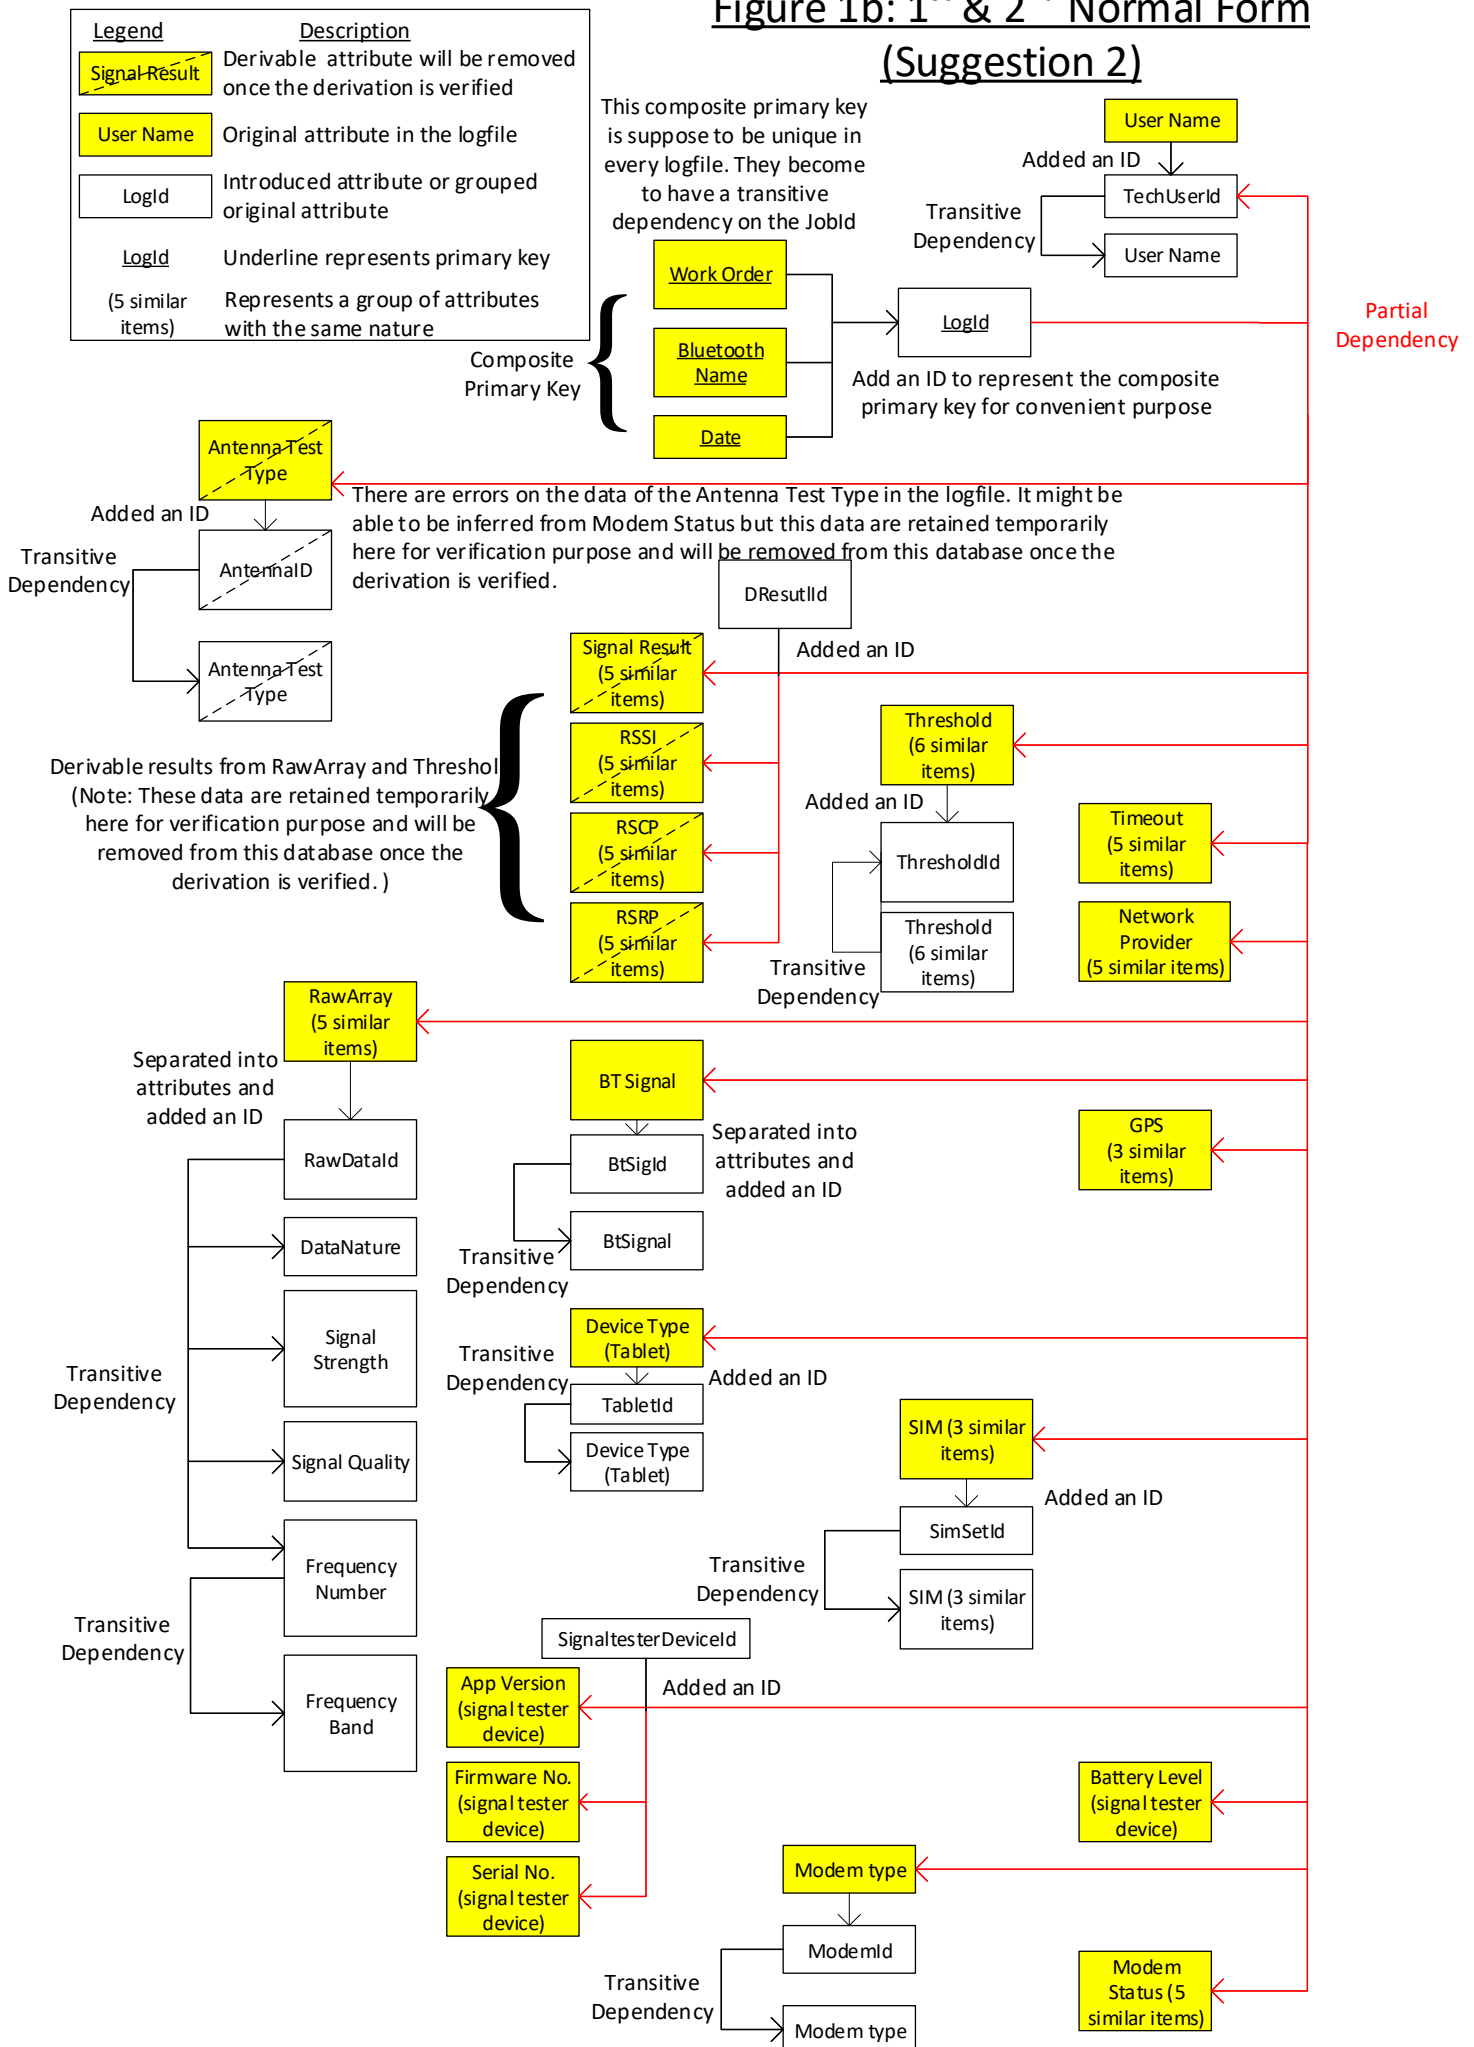 Figure 1b: 1st & 2nd Normal Form
(Suggestion 2)
Legend
Description
Signal Result
Derivable attribute will be removed
once the derivation is verified
User Name
Original attribute in the logfile
LogId
Introduced attribute or grouped
original attribute
LogId
Underline represents primary key
(5 similar
items)
Represents a group of attributes
with the same nature
This composite primary key
is suppose to be unique in
every logfile. They become
to have a transitive
dependency on the JobId
User Name
Added an ID
TechUserId
Transitive
Dependency
User Name
Work Order
Bluetooth
Name
Date
Composite
Primary Key
LogId
Add an ID to represent the composite
primary key for convenient purpose
Partial
Dependency
Antenna Test
Type
Added an ID
AntennaID
Transitive
Dependency
Antenna Test
Type
There are errors on the data of the Antenna Test Type in the logfile. It might be
able to be inferred from Modem Status but this data are retained temporarily
here for verification purpose and will be removed from this database once the
derivation is verified.
DResutlId
Added an ID
Signal Result
(5 similar
items)
RSSI
(5 similar
items)
RSCP
(5 similar
items)
RSRP
(5 similar
items)
Derivable results from RawArray and Threshol
(Note: These data are retained temporarily
here for verification purpose and will be
removed from this database once the
derivation is verified. )
Threshold
(6 similar
items)
Added an ID
ThresholdId
Threshold
(6 similar
items)
Transitive
Dependency
Timeout
(5 similar
items)
Network
Provider
(5 similar items)
RawArray
(5 similar
items)
Separated into
attributes and
added an ID
RawDataId
DataNature
Signal
Strength
Signal Quality
Transitive
Dependency
Frequency
Number
Transitive
Dependency
Frequency
Band
BT Signal
Separated into
attributes and
added an ID
BtSigId
BtSignal
Transitive
Dependency
GPS
(3 similar
items)
Device Type
(Tablet)
Transitive
Dependency
Added an ID
TabletId
Device Type
(Tablet)
SIM (3 similar
items)
Added an ID
SimSetId
Transitive
Dependency
SIM (3 similar
items)
SignaltesterDeviceId
Added an ID
App Version
(signal tester
device)
Firmware No.
(signal tester
device)
Serial No.
(signal tester
device)
Battery Level
(signal tester
device)
Modem type
ModemId
Transitive
Dependency
Modem type
Modem
Status (5
similar items)